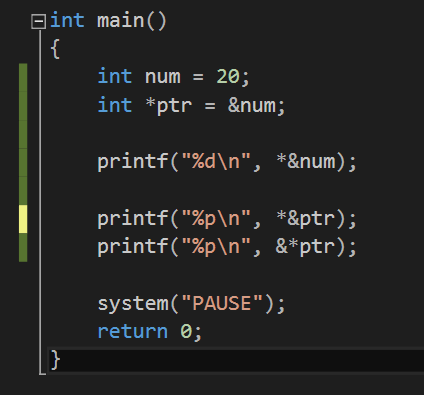 int main()
{
    int num = 20;
    int *ptr = &num;

    printf("%d\n", *&num);

    printf("%p\n", *&ptr);
    printf("%p\n", &*ptr);

    system("PAUSE");
    return 0;
}